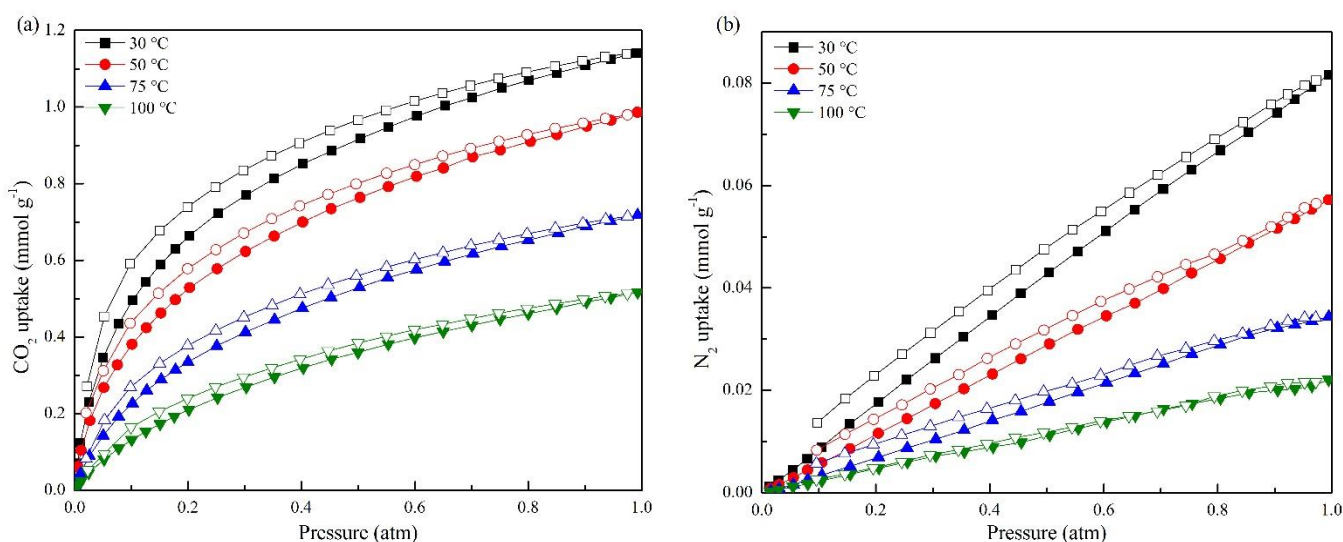 (a)
30 °C
50 °C
75 °C
100 °C
1.2
1.0
0.8
0.6
0.4
0.2
0.0
CO₂ uptake (mmol g⁻¹)
0.0 0.2 0.4 0.6 0.8 1.0
Pressure (atm)
(b)
30 °C
50 °C
75 °C
100 °C
0.08
0.06
0.04
0.02
0.00
N₂ uptake (mmol g⁻¹)
0.0 0.2 0.4 0.6 0.8 1.0
Pressure (atm)